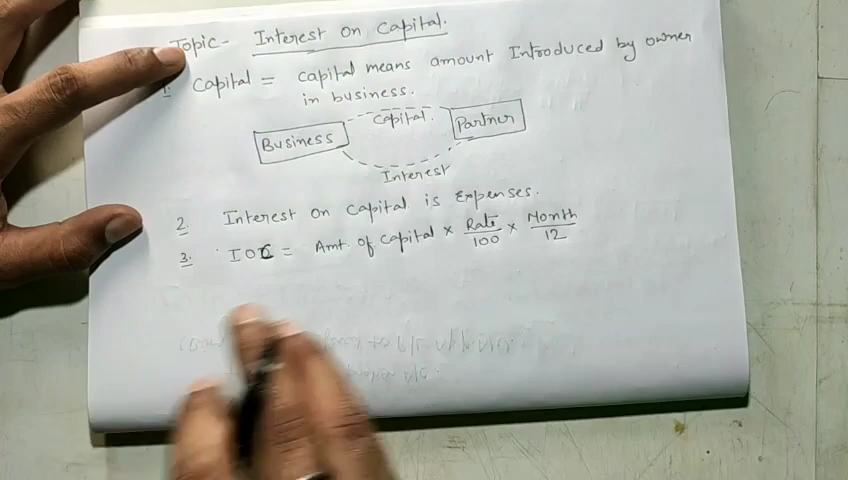 Topic- Interest on Capital.
1. Capital = capital means amount Introduced by owner
in business.
Capital.
Business
Partner
Interest
2. Interest on capital is Expenses.
3. IOC = Amt. of capital × Rate/100 × Month/12